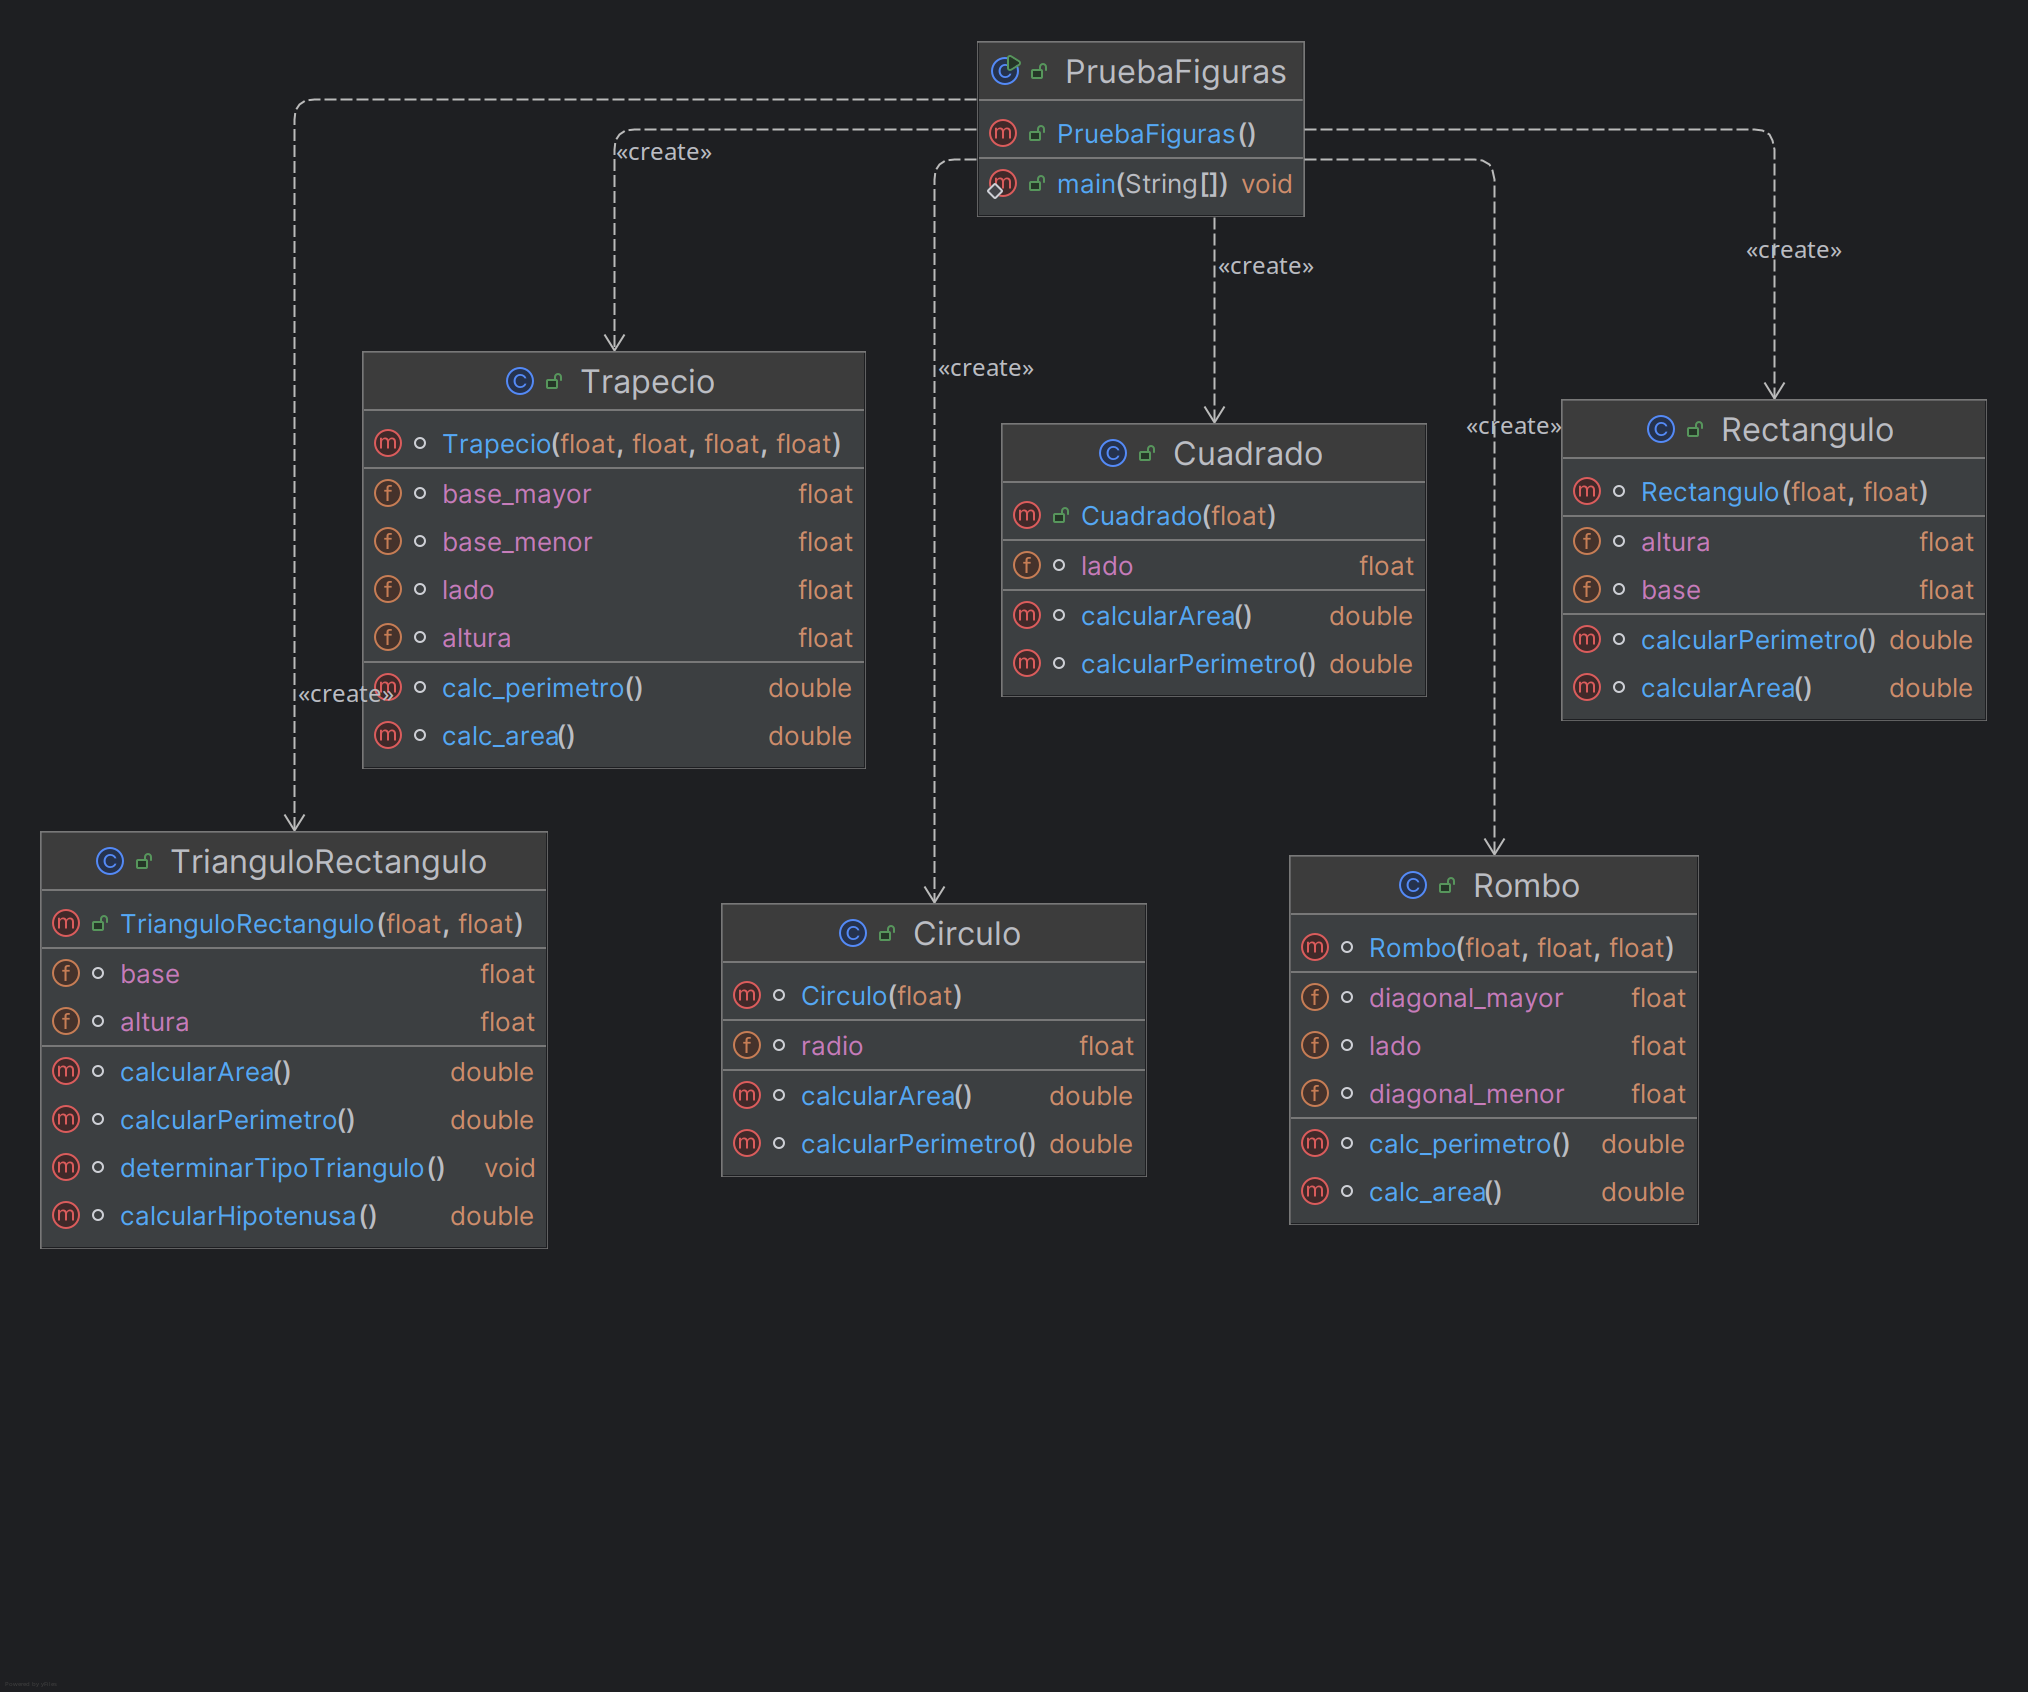 PruebaFiguras
PruebaFiguras()
main(String[]) void
«create»
«create»
«create»
«create»
«create»
«create»
Trapecio
Trapecio(float, float, float, float)
base_mayor float
base_menor float
lado float
altura float
calc_perimetro() double
calc_area() double
Cuadrado
Cuadrado(float)
lado float
calcularArea() double
calcularPerimetro() double
Rectangulo
Rectangulo(float, float)
altura float
base float
calcularPerimetro() double
calcularArea() double
TrianguloRectangulo
TrianguloRectangulo(float, float)
base float
altura float
calcularArea() double
calcularPerimetro() double
determinarTipoTriangulo() void
calcularHipotenusa() double
Circulo
Circulo(float)
radio float
calcularArea() double
calcularPerimetro() double
Rombo
Rombo(float, float, float)
diagonal_mayor float
lado float
diagonal_menor float
calc_perimetro() double
calc_area() double